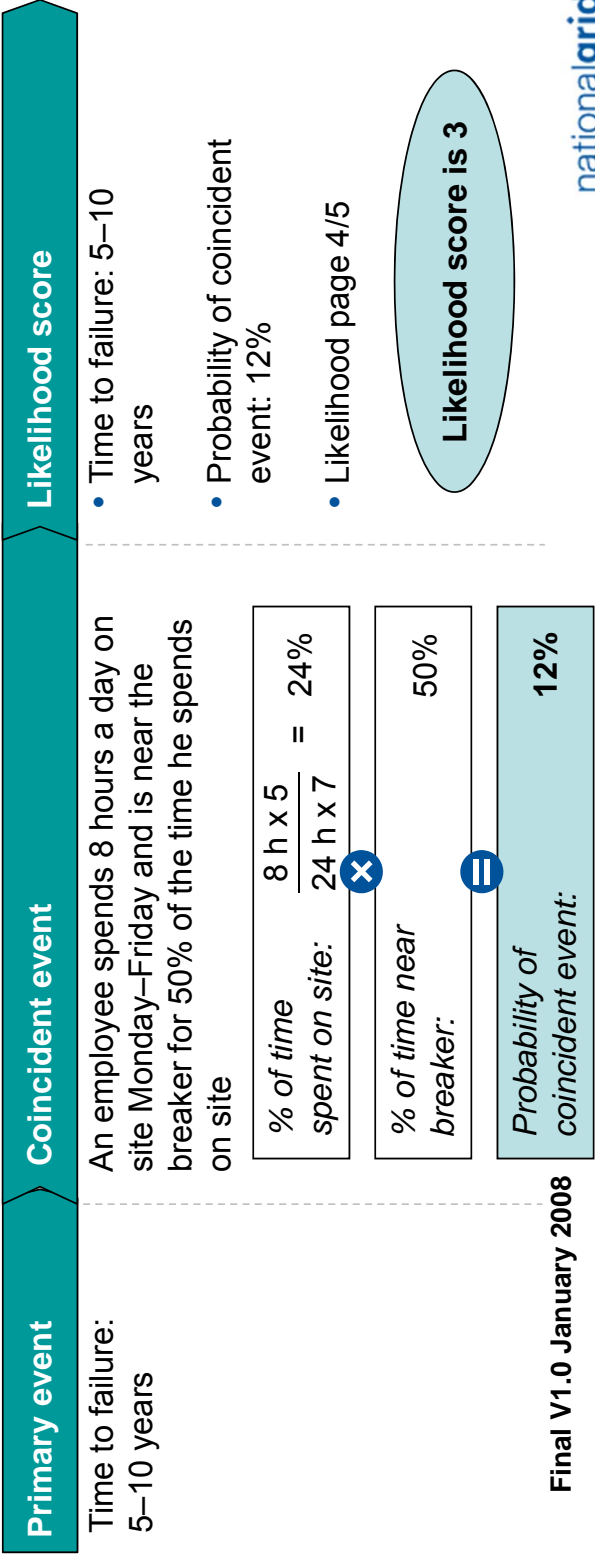 Primary event
Time to failure:
5–10 years
Coincident event
An employee spends 8 hours a day on
site Monday–Friday and is near the
breaker for 50% of the time he spends
on site
% of time
spent on site:
8 h x 5
24 h x 7
= 24%
×
% of time near
breaker:
50%
=
Probability of
coincident event:
12%
Likelihood score
• Time to failure: 5–10
years
• Probability of coincident
event: 12%
• Likelihood page 4/5
Likelihood score is 3
Final V1.0 January 2008
nationalgrid